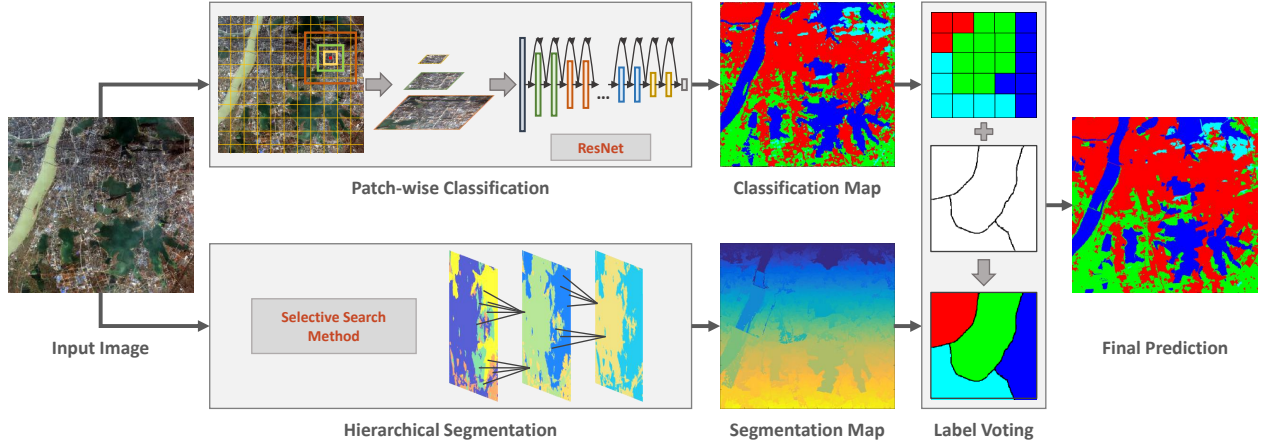 ResNet
Patch-wise Classification
Classification Map
Input Image
Selective Search
Method
Hierarchical Segmentation
Segmentation Map
Label Voting
Final Prediction